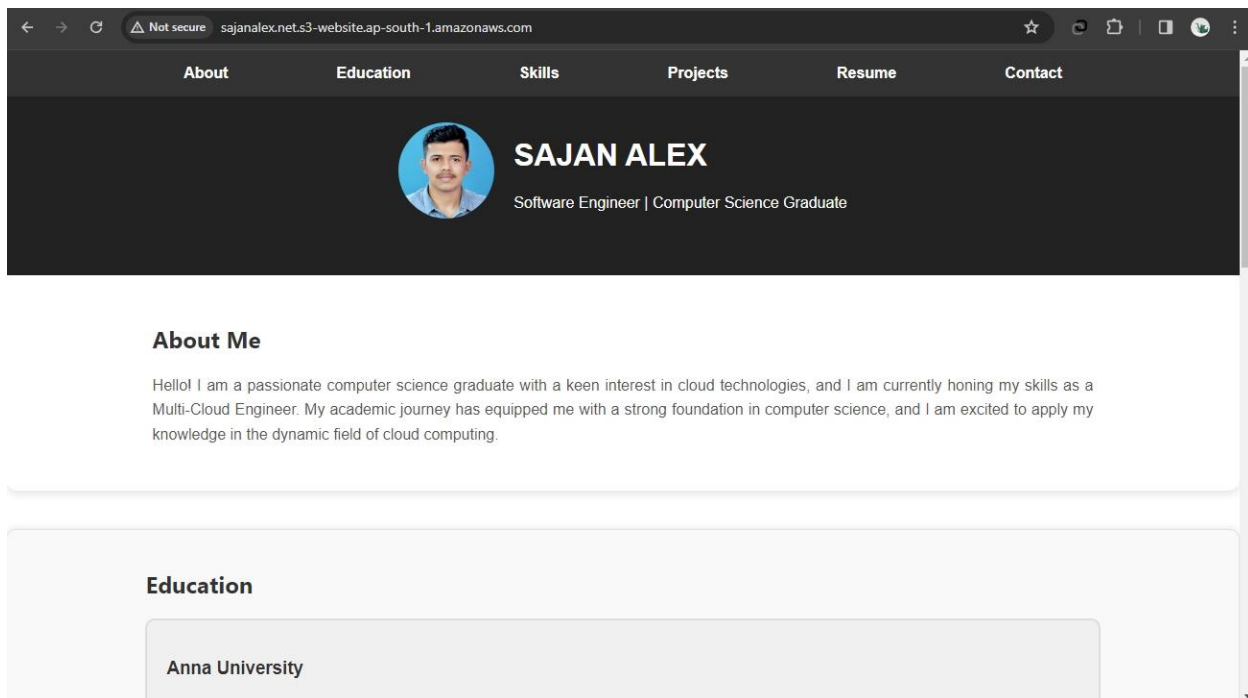 Not secure sajanalex.net.s3-website.ap-south-1.amazonaws.com
About Education Skills Projects Resume Contact
SAJAN ALEX
Software Engineer | Computer Science Graduate
About Me
Hello! I am a passionate computer science graduate with a keen interest in cloud technologies, and I am currently honing my skills as a
Multi-Cloud Engineer. My academic journey has equipped me with a strong foundation in computer science, and I am excited to apply my
knowledge in the dynamic field of cloud computing.
Education
Anna University